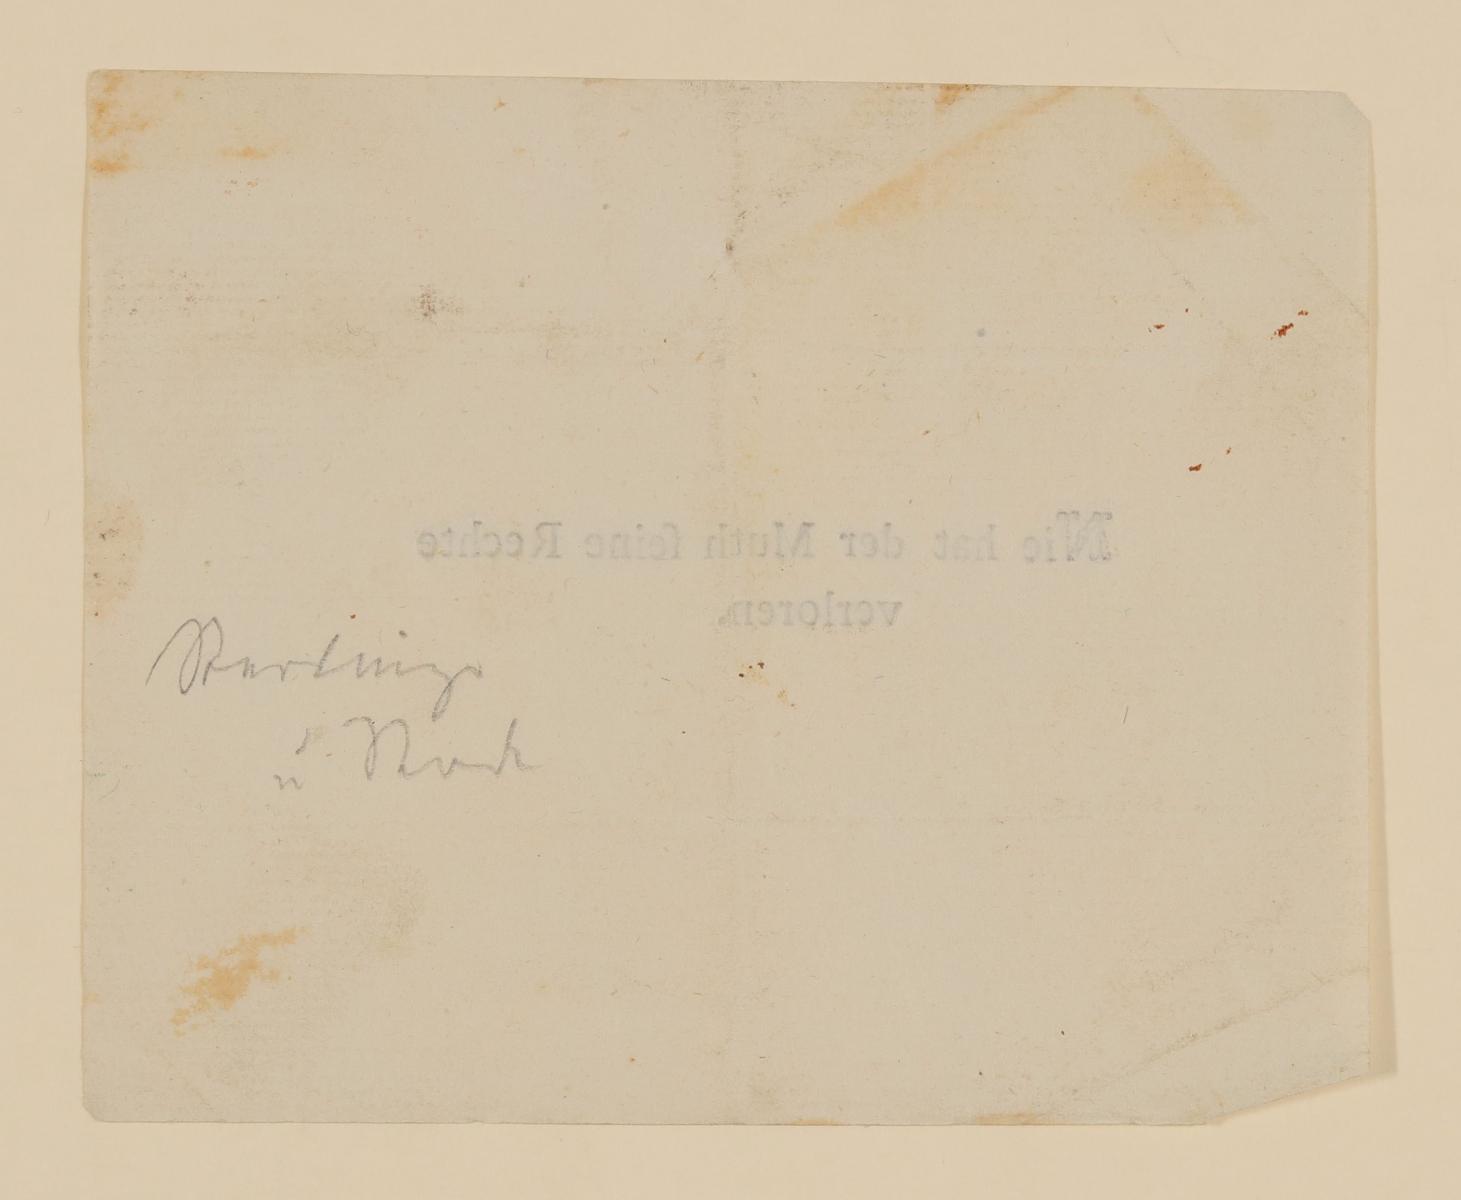 Nie hat der Muth ſeine Rechte
verloren.
u